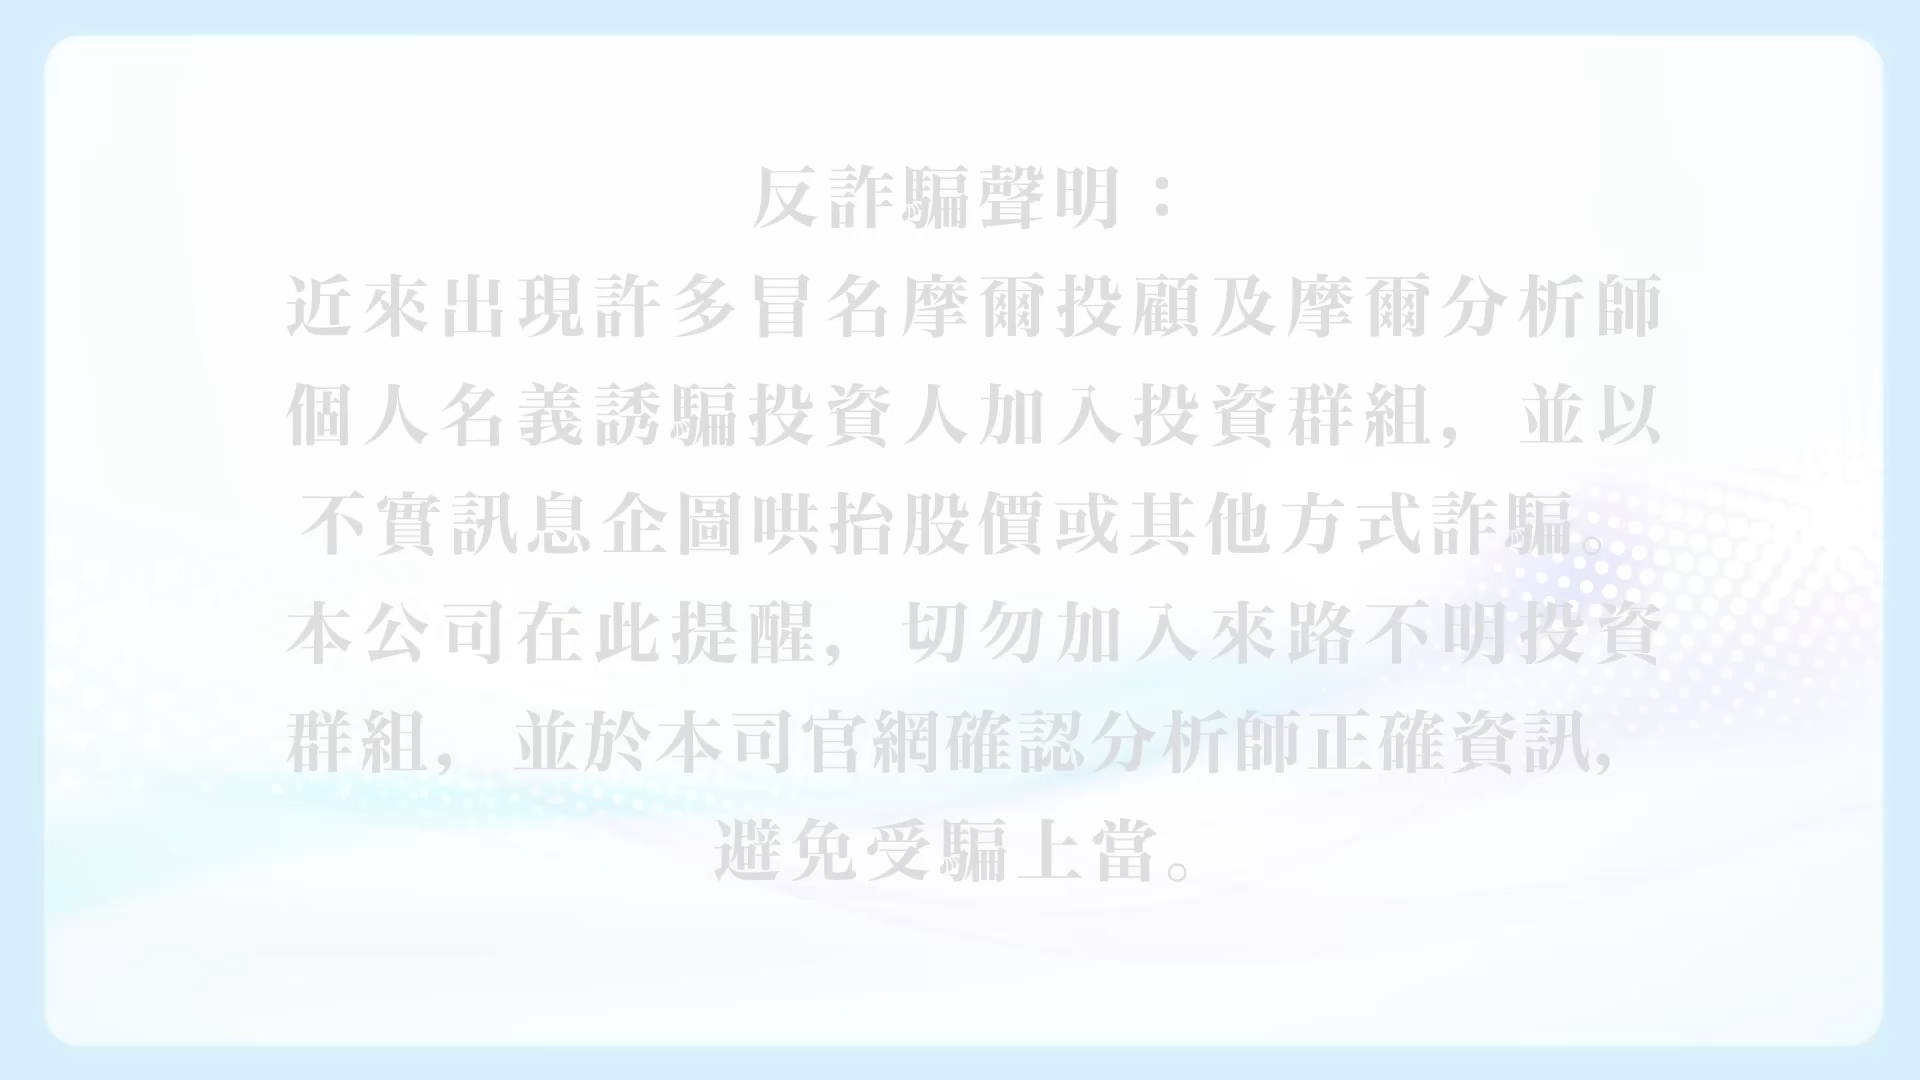 反詐騙聲明：
近來出現許多冒名摩爾投顧及摩爾分析師
個人名義誘騙投資人加入投資群組，並以
不實訊息企圖哄抬股價或其他方式詐騙。
本公司在此提醒，切勿加入來路不明投資
群組，並於本司官網確認分析師正確資訊，
避免受騙上當。